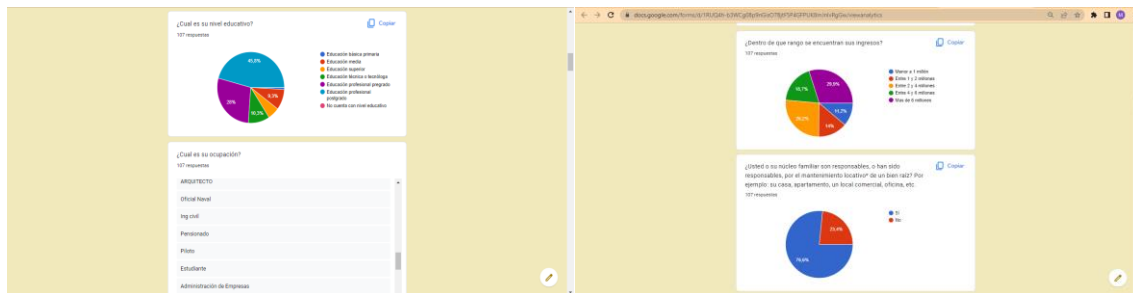 ¿Cual es su nivel educativo?
Copiar
107 respuestas
Educación básica primaria
Educación media
Educación superior
Educación técnica o tecnóloga
Educación profesional pregrado
Educación profesional
postgrado
No cuenta con nivel educativo
45,8%
9,3%
28%
10,3%
¿Cual es su ocupación?
107 respuestas
ARQUITECTO
Oficial Naval
Ing civil
Pensionado
Piloto
Estudiante
Administración de Empresas
¿Dentro de que rango se encuentran sus ingresos?
Copiar
107 respuestas
Menor a 1 millón
Entre 1 y 2 millones
Entre 2 y 4 millones
Entre 4 y 6 millones
Mas de 6 millones
29,9%
14%
¿Usted o su núcleo familiar son responsables, o han sido
Copiar
responsables, por el mantenimiento locativo* de un bien raíz? Por
ejemplo: su casa, apartamento, un local comercial, oficina, etc
107 respuestas
No
23,4%
76,6%